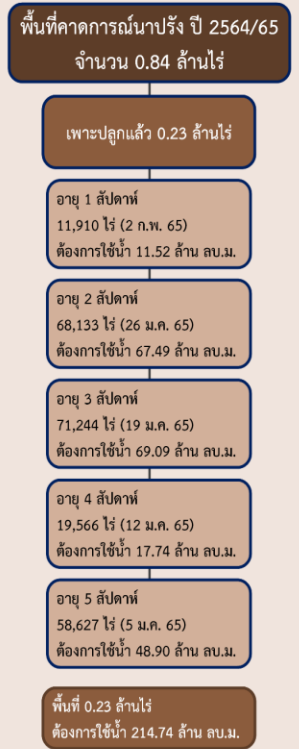 พื้นที่คาดการณ์นาปรัง ปี 2564/65
จำนวน 0.84 ล้านไร่
เพาะปลูกแล้ว 0.23 ล้านไร่
อายุ 1 สัปดาห์
11,910 ไร่ (2 ก.พ. 65)
ต้องการใช้น้ำ 11.52 ล้าน ลบ.ม.
อายุ 2 สัปดาห์
68,133 ไร่ (26 ม.ค. 65)
ต้องการใช้น้ำ 67.49 ล้าน ลบ.ม.
อายุ 3 สัปดาห์
71,244 ไร่ (19 ม.ค. 65)
ต้องการใช้น้ำ 69.09 ล้าน ลบ.ม.
อายุ 4 สัปดาห์
19,566 ไร่ (12 ม.ค. 65)
ต้องการใช้น้ำ 17.74 ล้าน ลบ.ม.
อายุ 5 สัปดาห์
58,627 ไร่ (5 ม.ค. 65)
ต้องการใช้น้ำ 48.90 ล้าน ลบ.ม.
พื้นที่ 0.23 ล้านไร่
ต้องการใช้น้ำ 214.74 ล้าน ลบ.ม.